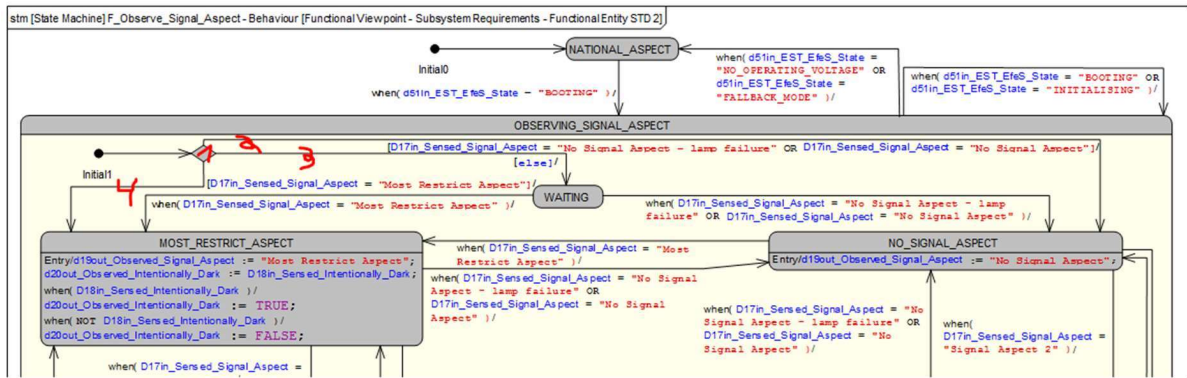 stm [State Machine] F_Observe_Signal_Aspect - Behaviour [Functional Viewpoint - Subsystem Requirements - Functional Entity STD 2]
NATIONAL_ASPECT
Initial0
when( d51in_EST_EfeS_State = "BOOTING" )/
when( d51in_EST_EfeS_State =
"NO_OPERATING_VOLTAGE" OR
d51in_EST_EfeS_State =
"FALLBACK_MODE" )/
when( d51in_EST_EfeS_State = "BOOTING" OR
d51in_EST_EfeS_State = "INITIALISING" )/
OBSERVING_SIGNAL_ASPECT
Initial1
1
2
3
4
[D17in_Sensed_Signal_Aspect = "No Signal Aspect - lamp failure" OR D17in_Sensed_Signal_Aspect = "No Signal Aspect"]/
[else]/
[D17in_Sensed_Signal_Aspect = "Most Restrict Aspect"]/
when( D17in_Sensed_Signal_Aspect = "Most Restrict Aspect" )/
WAITING
when( D17in_Sensed_Signal_Aspect = "No Signal Aspect - lamp
failure" OR D17in_Sensed_Signal_Aspect = "No Signal Aspect" )/
MOST_RESTRICT_ASPECT
Entry/d19out_Observed_Signal_Aspect := "Most Restrict Aspect";
d20out_Observed_Intentionally_Dark := D18in_Sensed_Intentionally_Dark;
when( D18in_Sensed_Intentionally_Dark )/
d20out_Observed_Intentionally_Dark := TRUE;
when( NOT D18in_Sensed_Intentionally_Dark )/
d20out_Observed_Intentionally_Dark := FALSE;
when( D17in_Sensed_Signal_Aspect = "Most
Restrict Aspect" )/
when( D17in_Sensed_Signal_Aspect = "No Signal
Aspect - lamp failure" OR
D17in_Sensed_Signal_Aspect = "No Signal
Aspect" )/
NO_SIGNAL_ASPECT
Entry/d19out_Observed_Signal_Aspect := "No Signal Aspect";
when( D17in_Sensed_Signal_Aspect = "No
Signal Aspect - lamp failure" OR
D17in_Sensed_Signal_Aspect = "No
Signal Aspect" )/
when(
D17in_Sensed_Signal_Aspect =
"Signal Aspect 2" )/
when( D17in_Sensed_Signal_Aspect =